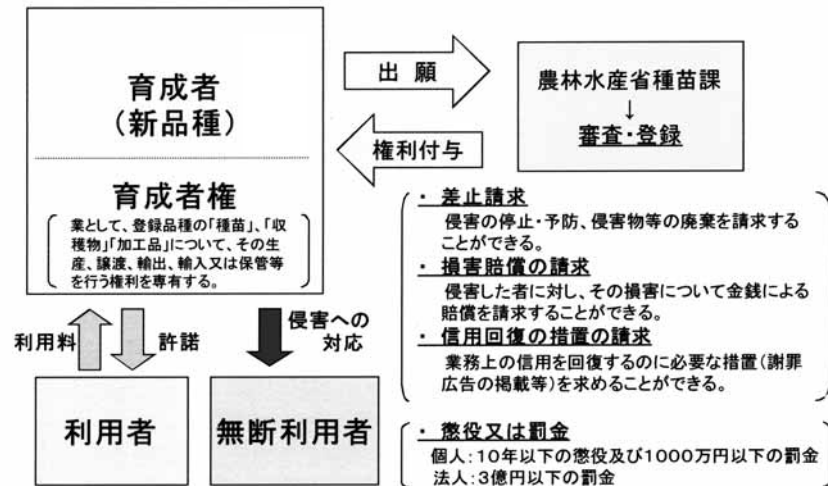 育成者
(新品種)
出 願
農林水産省種苗課
↓
審査・登録
権利付与
育成者権
業として、登録品種の「種苗」、「収
穫物」「加工品」について、その生
産、譲渡、輸出、輸入又は保管等
を行う権利を専有する。
・ 差止請求
侵害の停止・予防、侵害物等の廃棄を請求する
ことができる。
・ 損害賠償の請求
侵害した者に対し、その損害について金銭による
賠償を請求することができる。
・ 信用回復の措置の請求
業務上の信用を回復するのに必要な措置(謝罪
広告の掲載等)を求めることができる。
利用料
許諾
侵害への
対応
利用者
無断利用者
・ 懲役又は罰金
個人:10年以下の懲役及び1000万円以下の罰金
法人:3億円以下の罰金